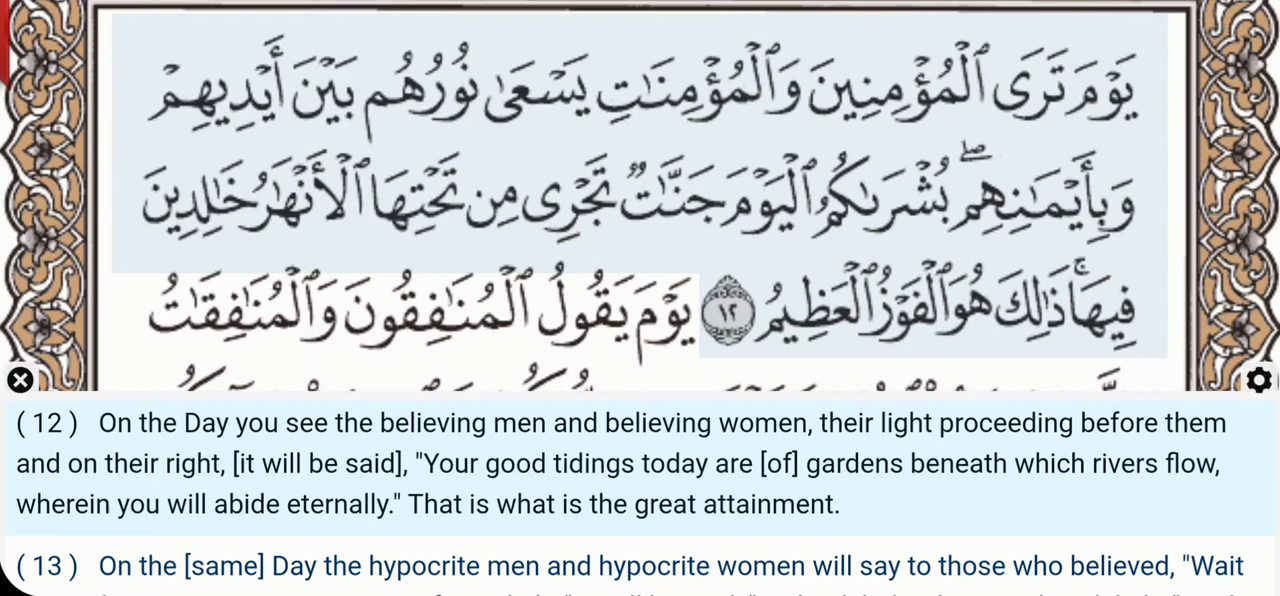 يَوْمَ تَرَى ٱلْمُؤْمِنِينَ وَٱلْمُؤْمِنَـٰتِ يَسْعَىٰ نُورُهُم بَيْنَ أَيْدِيهِمْ
وَبِأَيْمَـٰنِهِم ۖ بُشْرَىٰكُمُ ٱلْيَوْمَ جَنَّـٰتٌ تَجْرِى مِن تَحْتِهَا ٱلْأَنْهَـٰرُ خَـٰلِدِينَ
فِيهَا ۚ ذَٰلِكَ هُوَ ٱلْفَوْزُ ٱلْعَظِيمُ ١٢ يَوْمَ يَقُولُ ٱلْمُنَـٰفِقُونَ وَٱلْمُنَـٰفِقَـٰتُ
( 12 ) On the Day you see the believing men and believing women, their light proceeding before them
and on their right, [it will be said], "Your good tidings today are [of] gardens beneath which rivers flow,
wherein you will abide eternally." That is what is the great attainment.
( 13 ) On the [same] Day the hypocrite men and hypocrite women will say to those who believed, "Wait